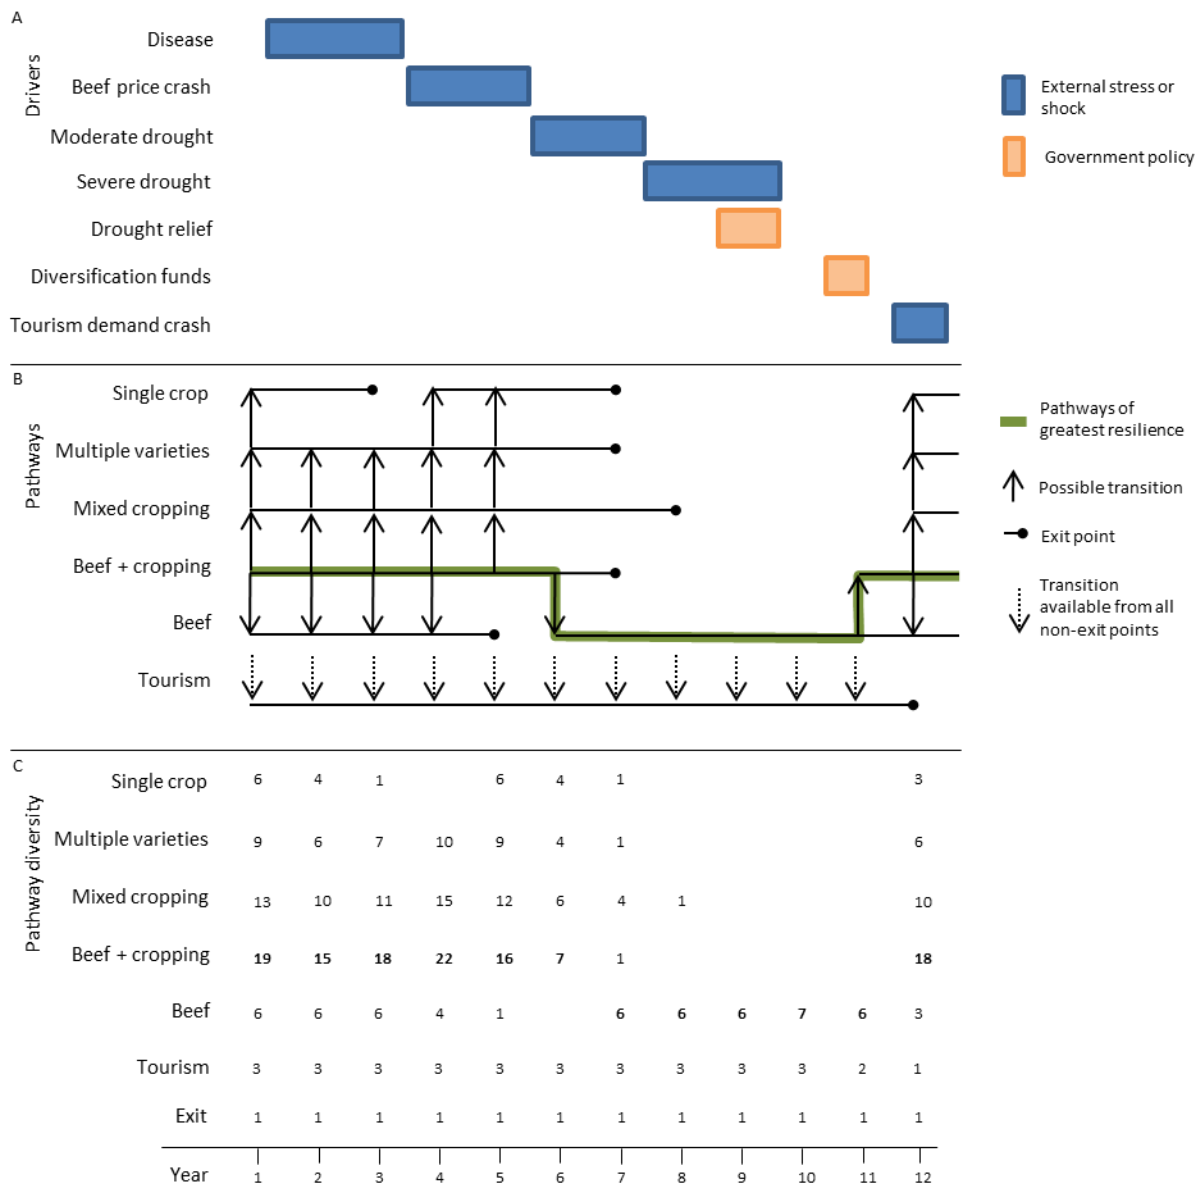 A
Drivers
Disease
Beef price crash
Moderate drought
Severe drought
Drought relief
Diversification funds
Tourism demand crash
External stress or
shock
Government policy
B
Pathways
Single crop
Multiple varieties
Mixed cropping
Beef + cropping
Beef
Tourism
Pathways of
greatest resilience
Possible transition
Exit point
Transition
available from all
non-exit points
C
Pathway diversity
Single crop 6 4 1 6 4 1 3
Multiple varieties 9 6 7 10 9 4 1 6
Mixed cropping 13 10 11 15 12 6 4 1 10
Beef + cropping 19 15 18 22 16 7 1 18
Beef 6 6 6 4 1 6 6 6 7 6 3
Tourism 3 3 3 3 3 3 3 3 3 3 2 1
Exit 1 1 1 1 1 1 1 1 1 1 1 1
Year 1 2 3 4 5 6 7 8 9 10 11 12